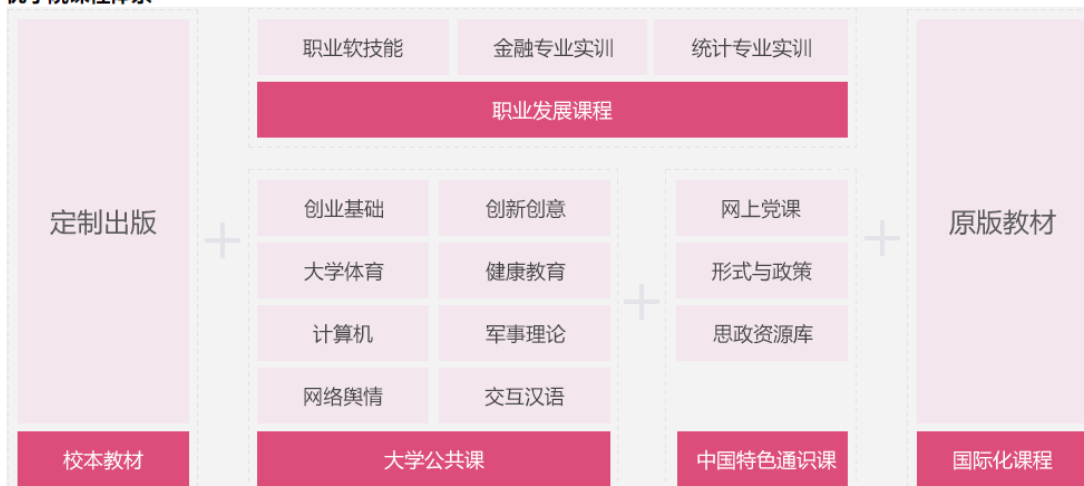 职业软技能 金融专业实训 统计专业实训
职业发展课程
定制出版
创业基础 创新创意
大学体育 健康教育
计算机 军事理论
网络舆情 交互汉语
网上党课
形式与政策
思政资源库
原版教材
校本教材 大学公共课 中国特色通识课 国际化课程